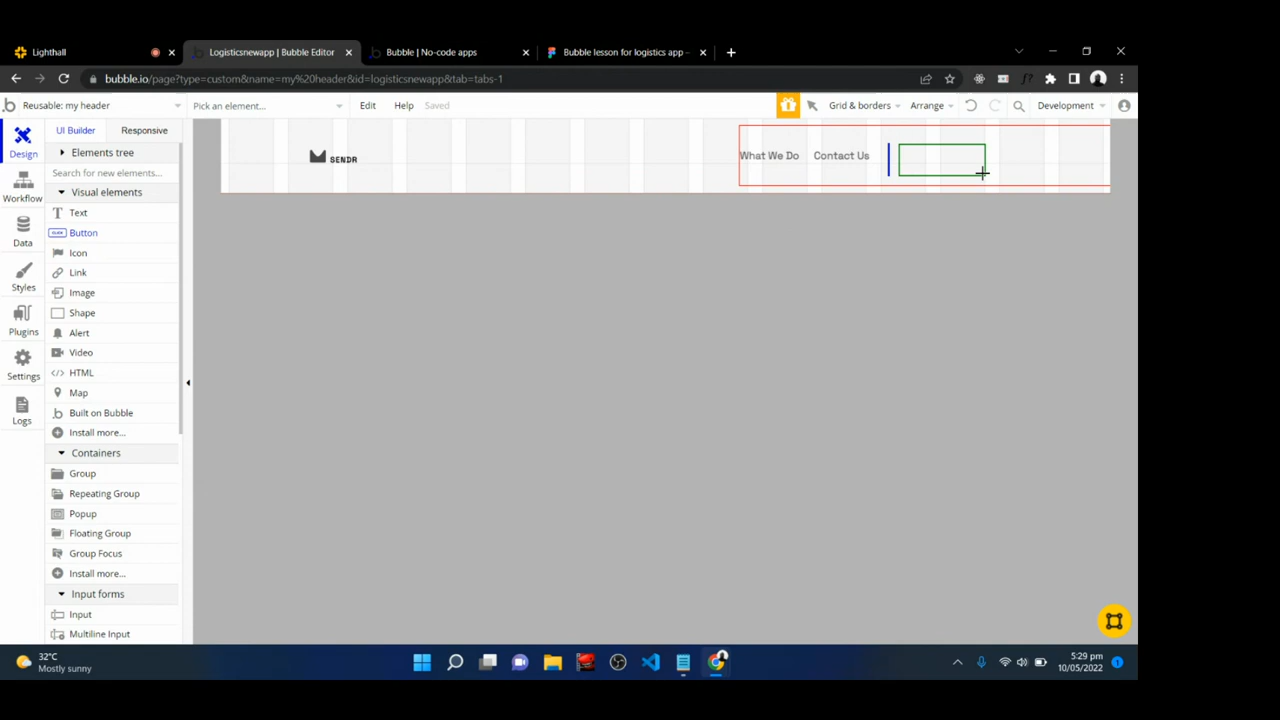 Lighthall
Logisticsnewapp | Bubble Editor
Bubble | No-code apps
Bubble lesson for logistics app –
bubble.io/page?type=custom&name=my%20header&id=logisticsnewapp&tab=tabs-1
Reusable: my header
Pick an element...
Edit
Help
Saved
Grid & borders
Arrange
Development
Design
Workflow
Data
Styles
Plugins
Settings
Logs
UI Builder
Responsive
Elements tree
Search for new elements...
Visual elements
Text
CLICK
Button
Icon
Link
Image
Shape
Alert
Video
HTML
Map
Built on Bubble
Install more...
Containers
Group
Repeating Group
Popup
Floating Group
Group Focus
Install more...
Input forms
Input
Multiline Input
SENDR
What We Do
Contact Us
32°C
Mostly sunny
5:29 pm
10/05/2022
1